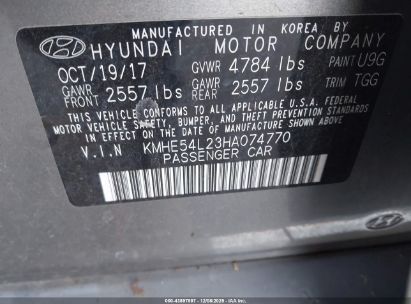 MANUFACTURED IN KOREA BY
HYUNDAI MOTOR COMPANY
OCT/19/17 GVWR 4784 lbs PAINT U9G
GAWR FRONT 2557 lbs GAWR REAR 2557 lbs TRIM TGG
THIS VEHICLE CONFORMS TO ALL APPLICABLE U.S.A. FEDERAL
MOTOR VEHICLE SAFETY, BUMPER, AND THEFT PREVENTION STANDARDS
IN EFFECT ON THE DATE OF MANUFACTURE SHOWN ABOVE.
V.I.N KMHE54L23HA074770
PASSENGER CAR